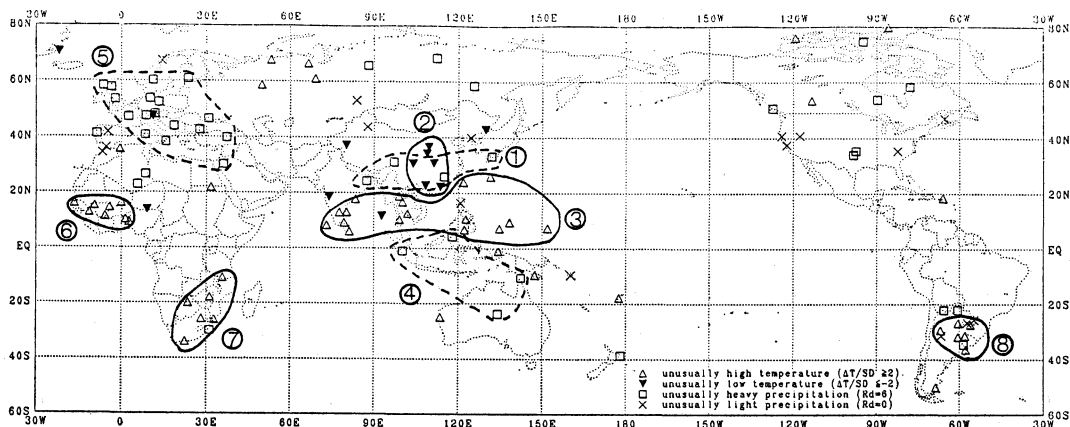 30W 0 30E 60E 90E 120E 150E 180 150W 120W 90W 60W 30W
80N 80N
60N 60N
40N 40N
20N 20N
EQ EQ
20S 20S
40S 40S
60S 60S
⑤
②
①
③
⑥
④
⑦
⑧
△ unusually high temperature (ΔT/SD ≧2)
▼ unusually low temperature (ΔT/SD ≦-2)
□ unusually heavy precipitation (Rd=6)
× unusually light precipitation (Rd=0)
30W 0 30E 60E 90E 120E 150E 180 150W 120W 90W 60W 30W